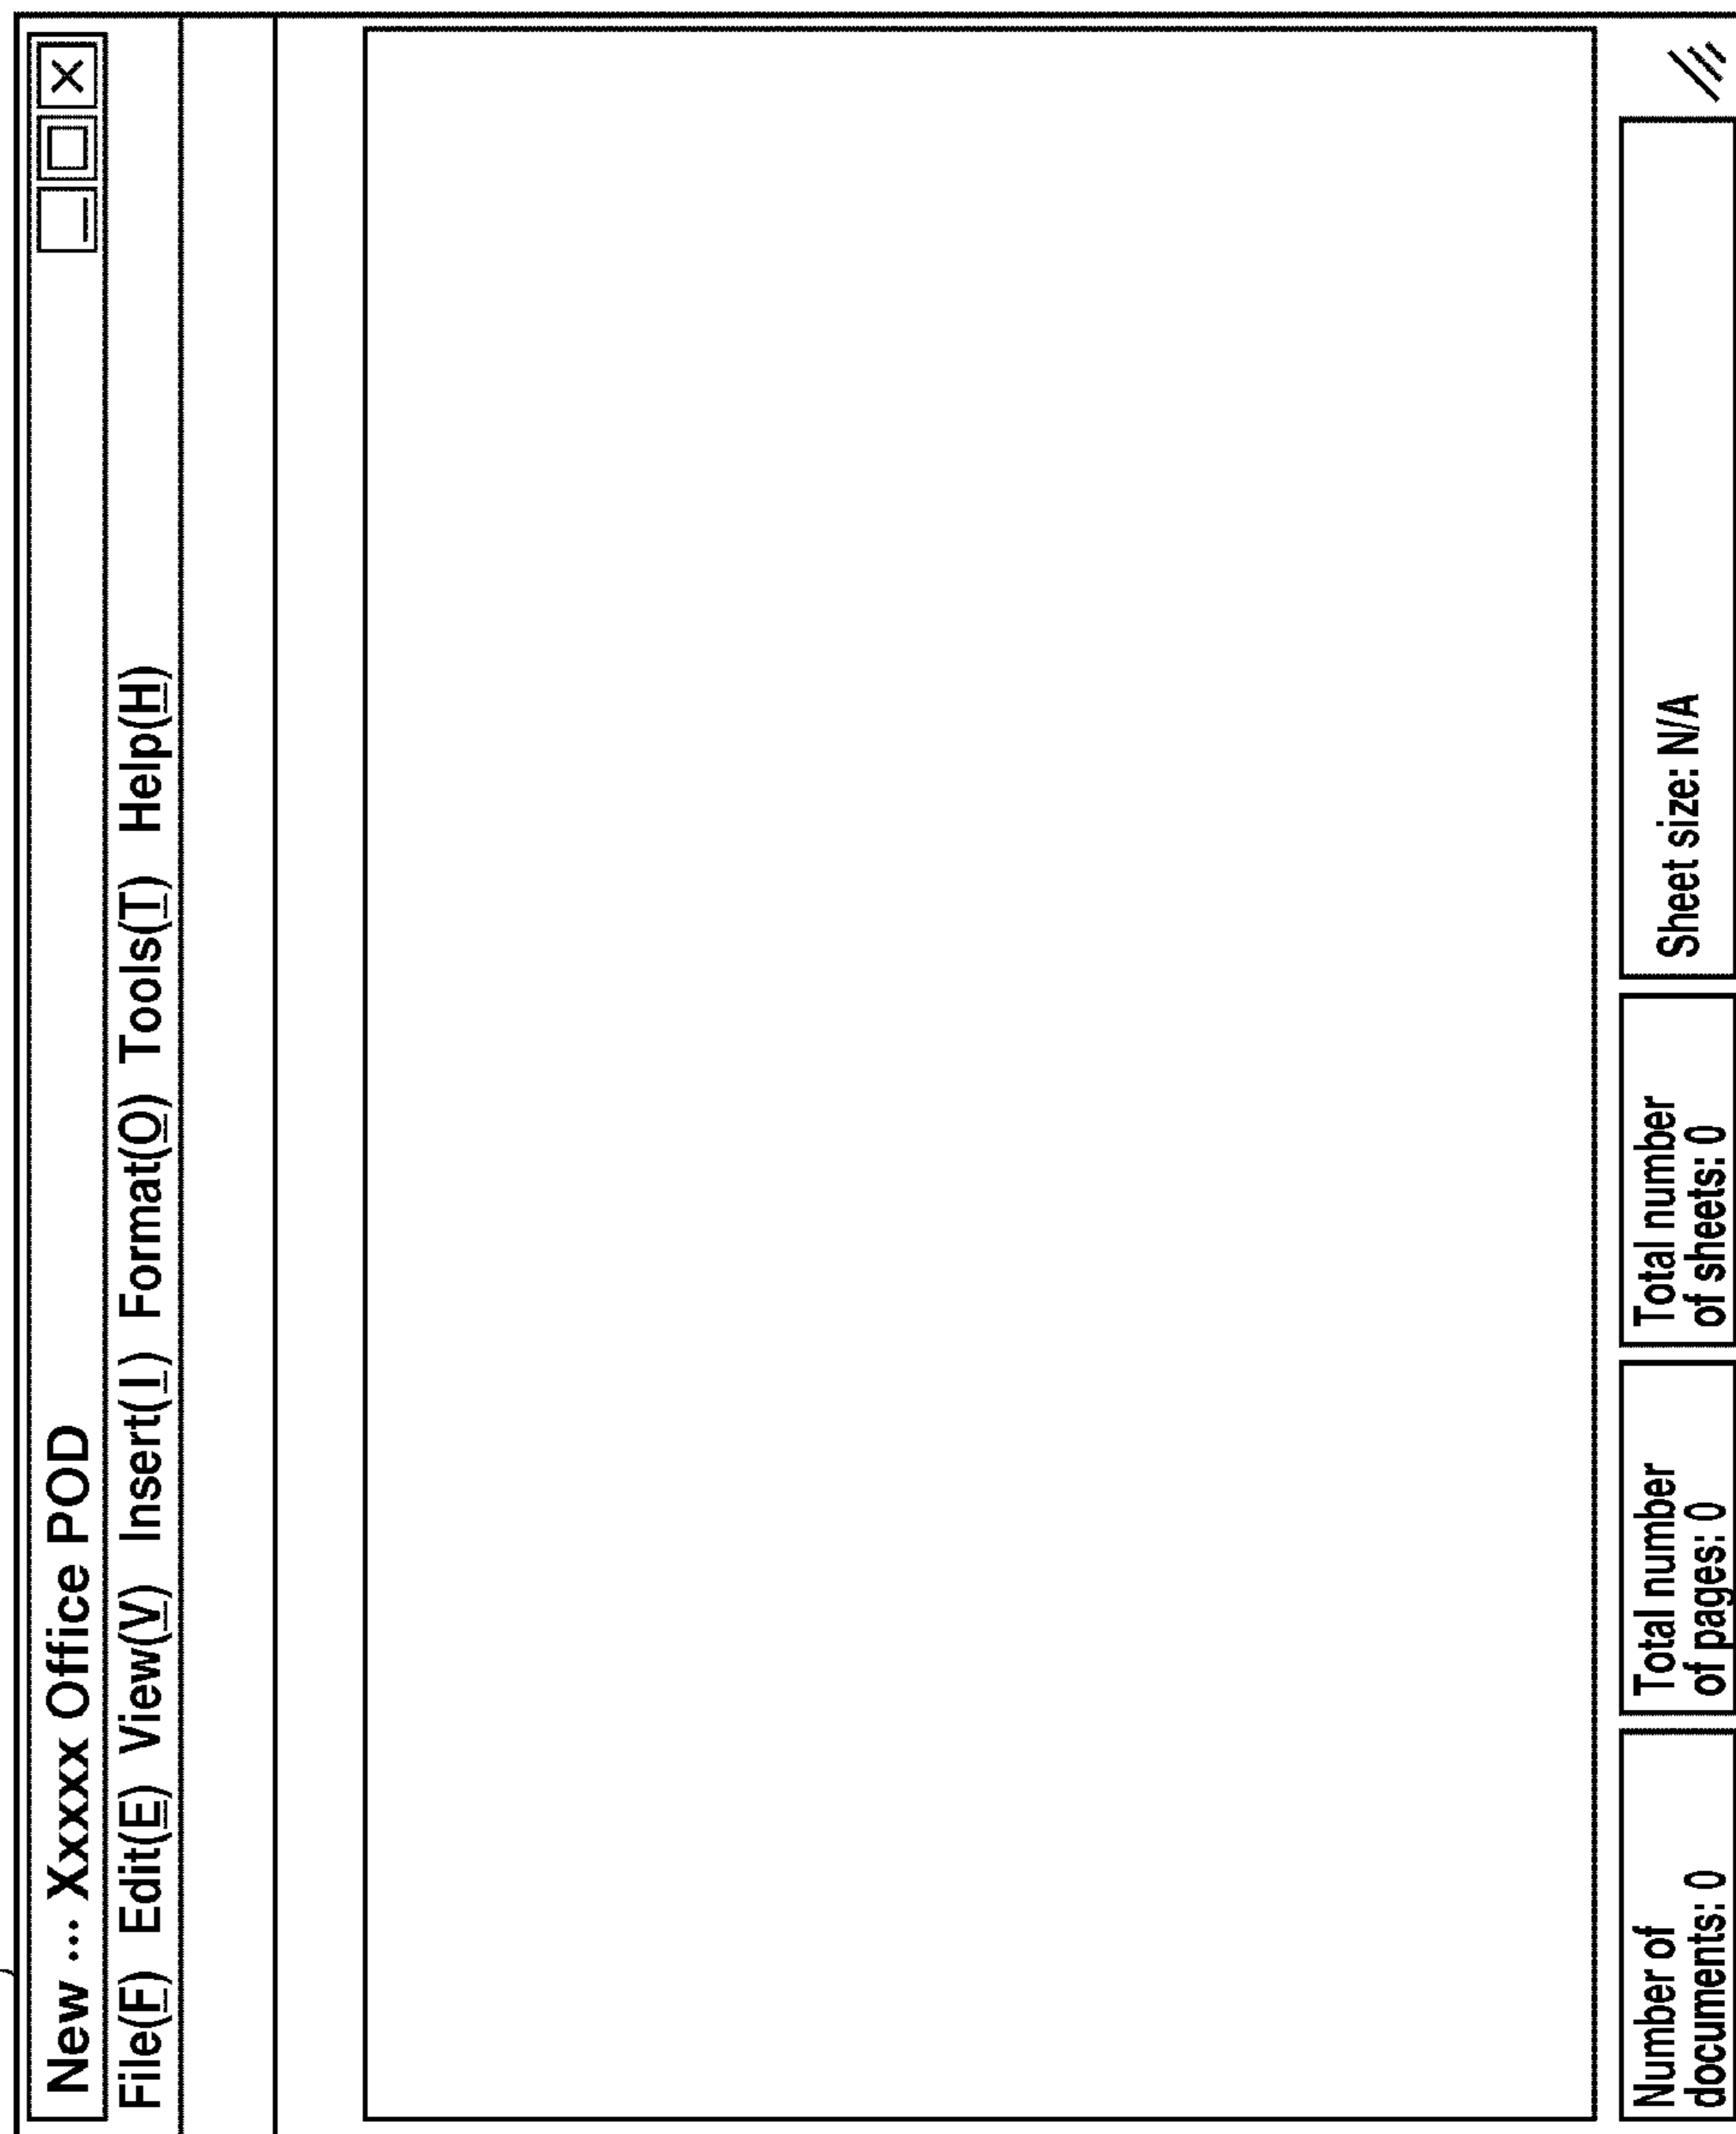 New ··· Xxxxx Office POD
File(F) Edit(E) View(V) Insert(I) Format(O) Tools(T) Help(H)
Number of
documents: 0
Total number
of pages: 0
Total number
of sheets: 0
Sheet size: N/A